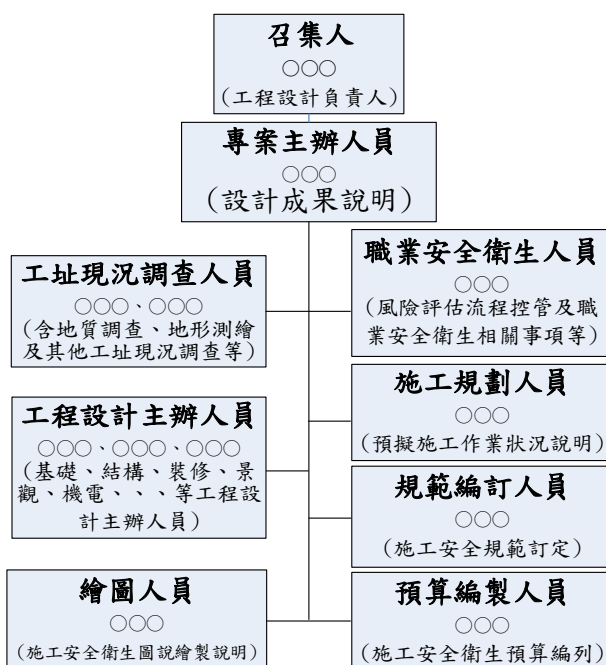 召集人
○○○
（工程設計負責人）
專案主辦人員
○○○
（設計成果說明）
工址現況調查人員
○○○、○○○
（含地質調查、地形測繪
及其他工址現況調查等）
職業安全衛生人員
○○○
（風險評估流程控管及職
業安全衛生相關事項等）
工程設計主辦人員
○○○、○○○、○○○
（基礎、結構、裝修、景
觀、機電、、、等工程設
計主辦人員）
施工規劃人員
○○○
（預擬施工作業狀況說明）
規範編訂人員
○○○
（施工安全規範訂定）
繪圖人員
○○○
（施工安全衛生圖說繪製說明）
預算編製人員
○○○
（施工安全衛生預算編列）